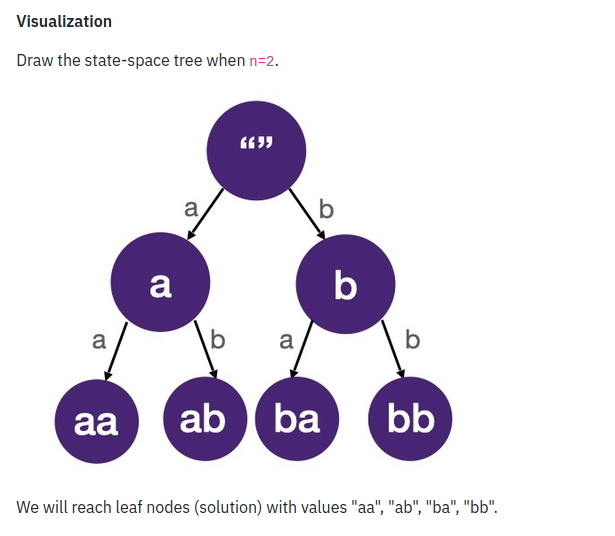 Visualization
Draw the state-space tree when n=2.
“”
a b
a b
a b a b
aa ab ba bb
We will reach leaf nodes (solution) with values "aa", "ab", "ba", "bb".